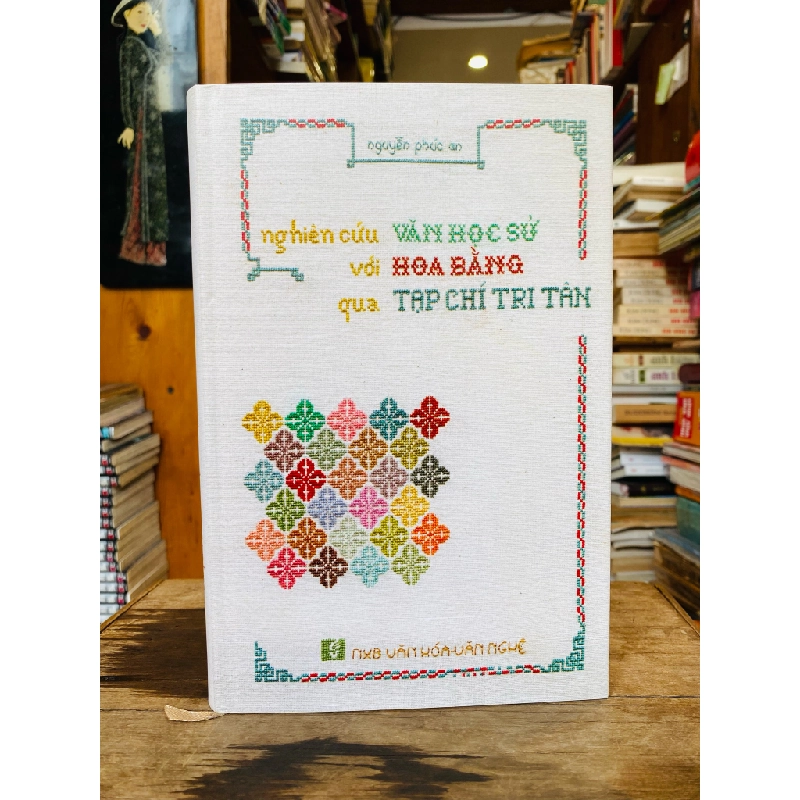 nguyễn phúc an
nghiên cứu VĂN HỌC SỬ
với HOA BẰNG
qua TẠP CHÍ TRI TÂN
NXB VĂN HÓA-VĂN NGHỆ